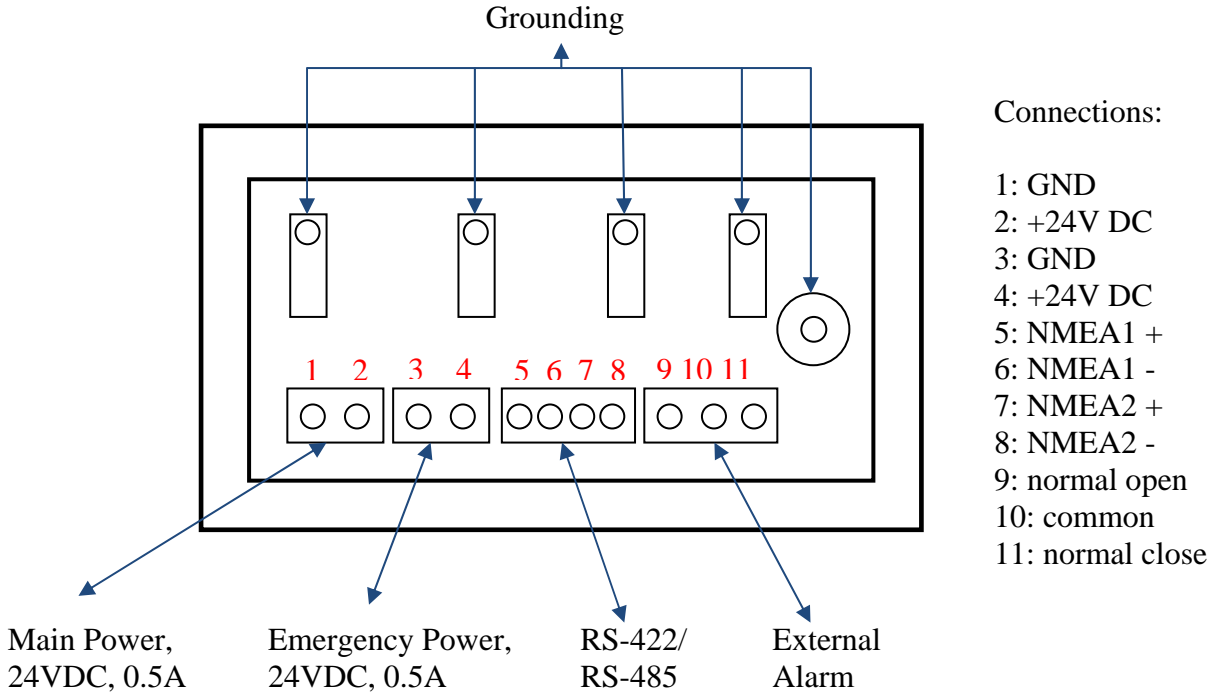 Grounding
Connections:
1: GND
2: +24V DC
3: GND
4: +24V DC
5: NMEA1 +
6: NMEA1 -
7: NMEA2 +
8: NMEA2 -
9: normal open
10: common
11: normal close
1 2 3 4 5 6 7 8 9 10 11
Main Power,
24VDC, 0.5A
Emergency Power,
24VDC, 0.5A
RS-422/
RS-485
External
Alarm